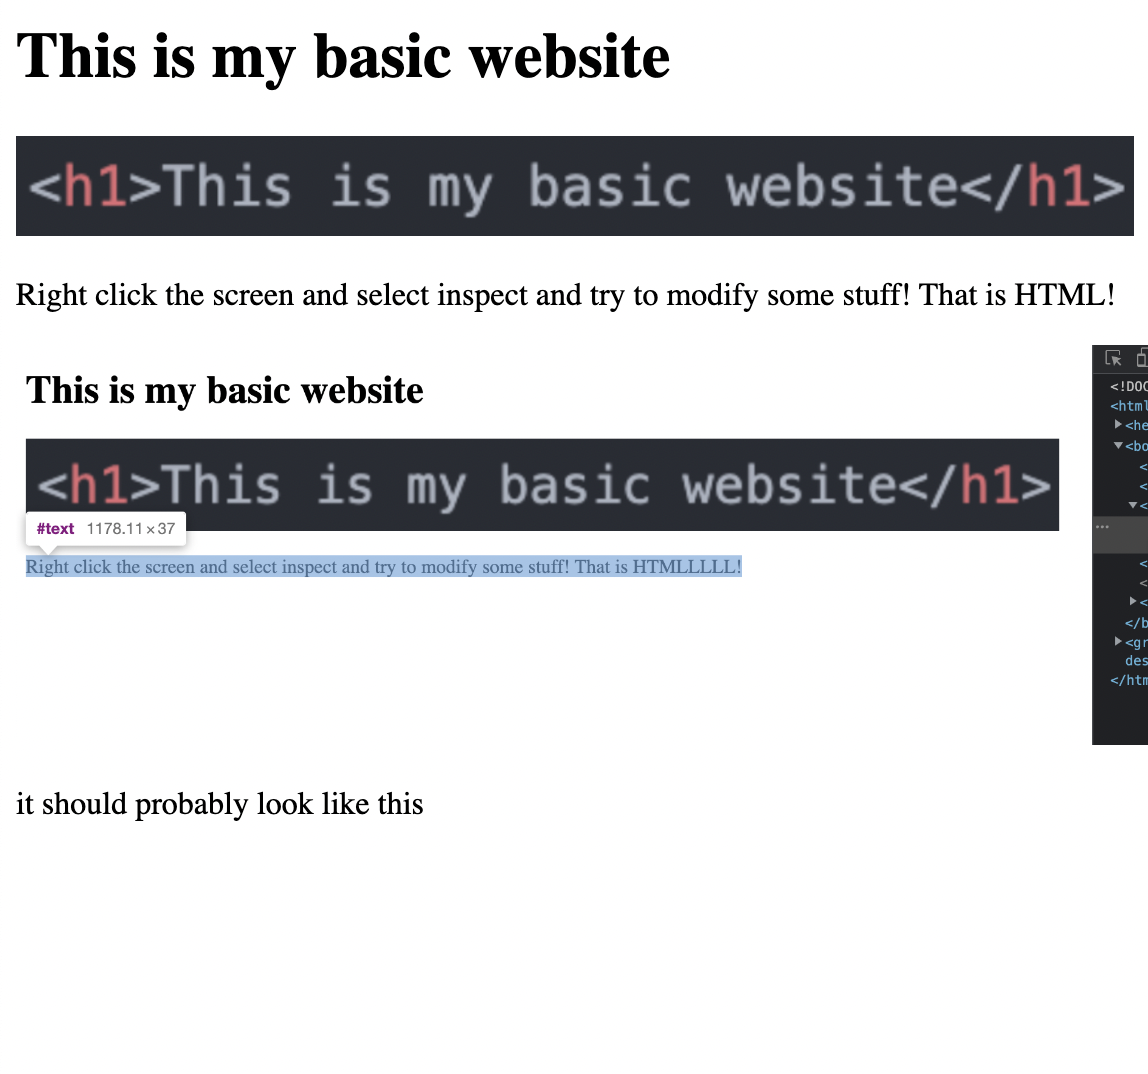 This is my basic website
<h1>This is my basic website</h1>
Right click the screen and select inspect and try to modify some stuff! That is HTML!
This is my basic website
<h1>This is my basic website</h1>
#text 1178.11×37
Right click the screen and select inspect and try to modify some stuff! That is HTMLLLLL!
<!DOC
<html
▶<he
▼<bo
<
<
▼<
...
<
<
▶<
</b
▶<gr
des
</htm
it should probably look like this